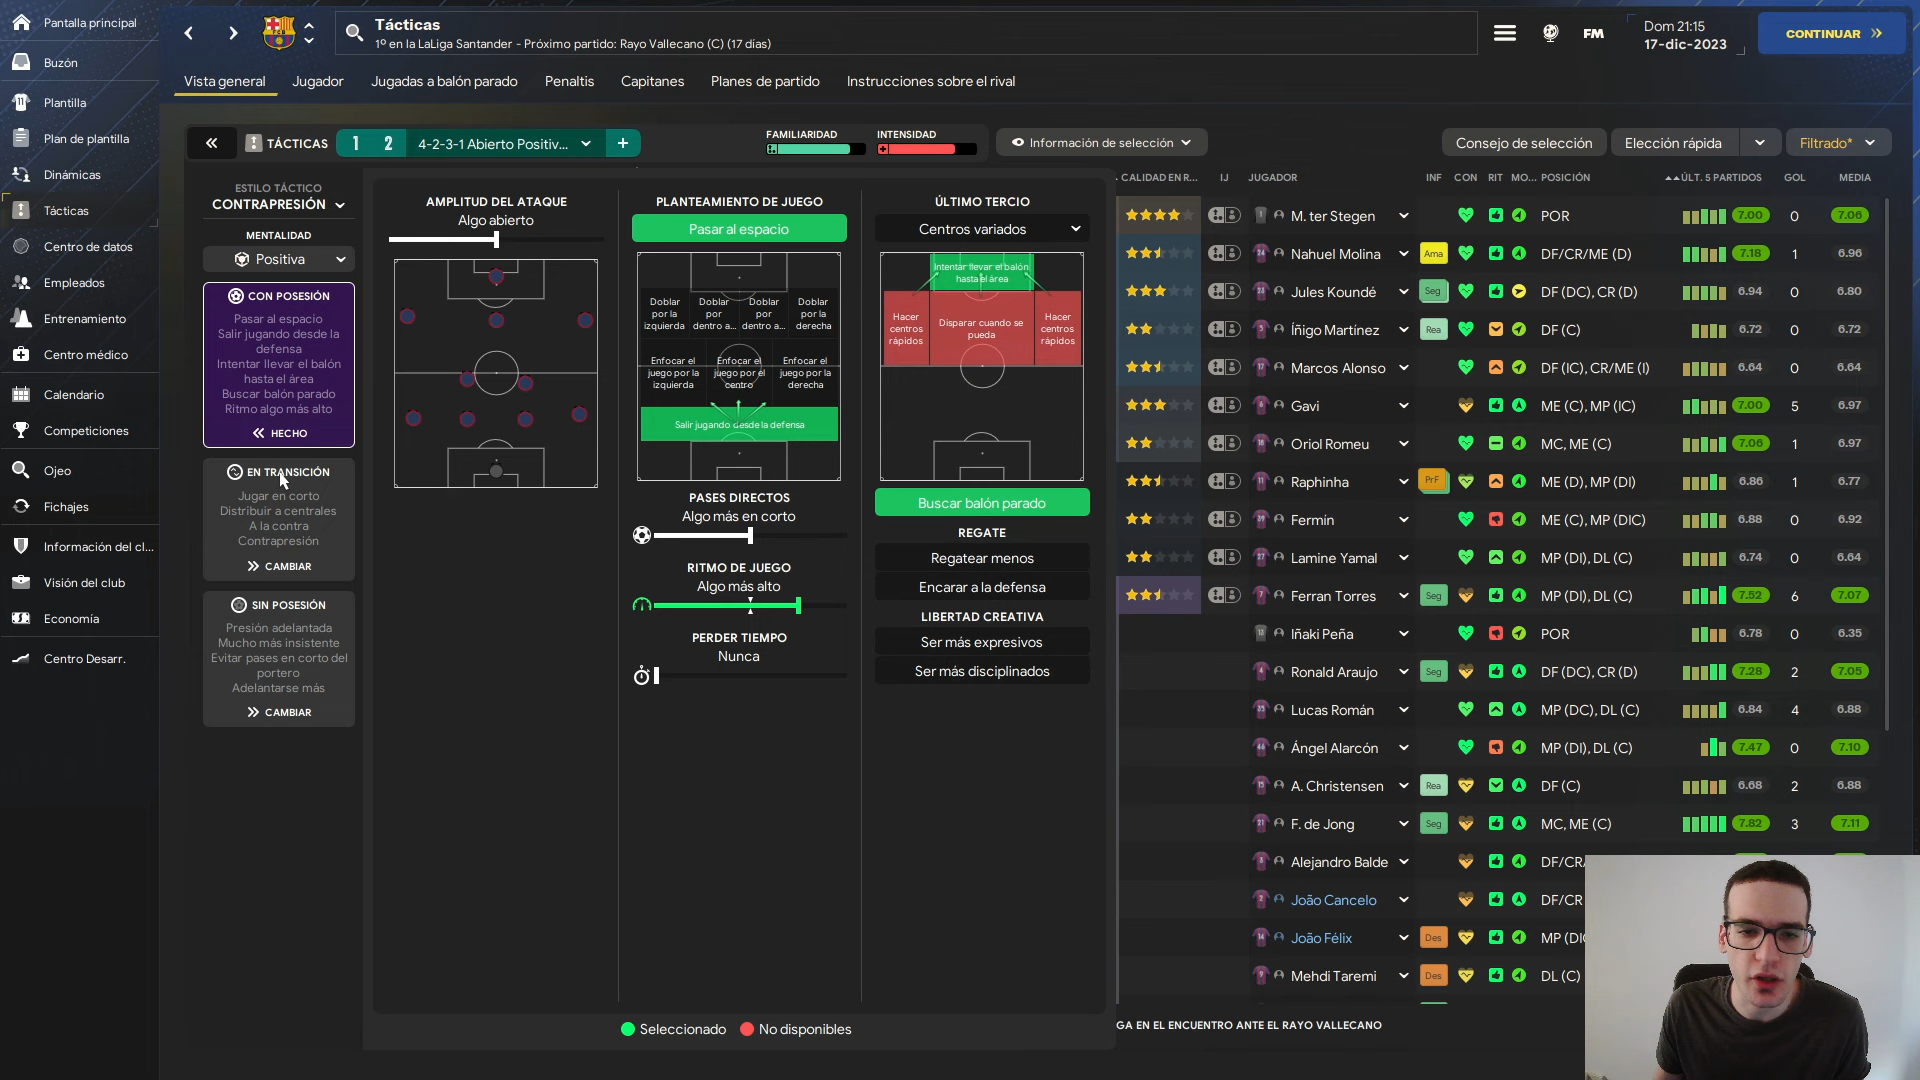 Pantalla principal
Buzón
Plantilla
Plan de plantilla
Dinámicas
Tácticas
Centro de datos
Empleados
Entrenamiento
Centro médico
Calendario
Competiciones
Ojeo
Fichajes
Información del cl...
Visión del club
Economía
Centro Desarr.
Tácticas
1º en la LaLiga Santander - Próximo partido: Rayo Vallecano (C) (17 días)
FM
Dom 21:15
17-dic-2023
CONTINUAR
Vista general
Jugador
Jugadas a balón parado
Penaltis
Capitanes
Planes de partido
Instrucciones sobre el rival
TÁCTICAS
1
2
4-2-3-1 Abierto Positiv...
FAMILIARIDAD
INTENSIDAD
Información de selección
Consejo de selección
Elección rápida
Filtrado*
ESTILO TÁCTICO
CONTRAPRESIÓN
MENTALIDAD
Positiva
CON POSESIÓN
Pasar al espacio
Salir jugando desde la
defensa
Intentar llevar el balón
hasta el área
Buscar balón parado
Ritmo algo más alto
HECHO
EN TRANSICIÓN
Jugar en corto
Distribuir a centrales
A la contra
Contrapresión
CAMBIAR
SIN POSESIÓN
Presión adelantada
Mucho más insistente
Evitar pases en corto del
portero
Adelantarse más
CAMBIAR
AMPLITUD DEL ATAQUE
Algo abierto
PLANTEAMIENTO DE JUEGO
Pasar al espacio
Doblar por la izquierda
Doblar por dentro a...
Doblar por dentro a...
Doblar por la derecha
Enfocar el juego por la izquierda
Enfocar el juego por el centro
Enfocar el juego por la derecha
Salir jugando desde la defensa
PASES DIRECTOS
Algo más en corto
RITMO DE JUEGO
Algo más alto
PERDER TIEMPO
Nunca
ÚLTIMO TERCIO
Centros variados
Intentar llevar el balón
hasta el área
Hacer centros rápidos
Disparar cuando se pueda
Hacer centros rápidos
Buscar balón parado
REGATE
Regatear menos
Encarar a la defensa
LIBERTAD CREATIVA
Ser más expresivos
Ser más disciplinados
Seleccionado
No disponibles
CALIDAD EN R... IJ JUGADOR INF CON RIT MO... POSICIÓN ÚLT. 5 PARTIDOS GOL MEDIA
M. ter Stegen POR 7.00 0 7.06
Nahuel Molina Ama DF/CR/ME (D) 7.18 1 6.96
Jules Koundé Seg DF (DC), CR (D) 6.94 0 6.80
Íñigo Martínez Rea DF (C) 6.72 0 6.72
Marcos Alonso DF (IC), CR/ME (I) 6.64 0 6.64
Gavi ME (C), MP (IC) 7.00 5 6.97
Oriol Romeu MC, ME (C) 7.06 1 6.97
Raphinha PrF ME (D), MP (DI) 6.86 1 6.77
Fermín ME (C), MP (DIC) 6.88 0 6.92
Lamine Yamal MP (DI), DL (C) 6.74 0 6.64
Ferran Torres Seg MP (DI), DL (C) 7.52 6 7.07
Iñaki Peña POR 6.78 0 6.35
Ronald Araujo Seg DF (DC), CR (D) 7.28 2 7.05
Lucas Román MP (DC), DL (C) 6.84 4 6.88
Ángel Alarcón MP (DI), DL (C) 7.47 0 7.10
A. Christensen Rea DF (C) 6.68 2 6.88
F. de Jong Seg MC, ME (C) 7.82 3 7.11
Alejandro Balde DF/CR/
João Cancelo DF/CR
João Félix Des MP (DIC
Mehdi Taremi Des DL (C)
GA EN EL ENCUENTRO ANTE EL RAYO VALLECANO